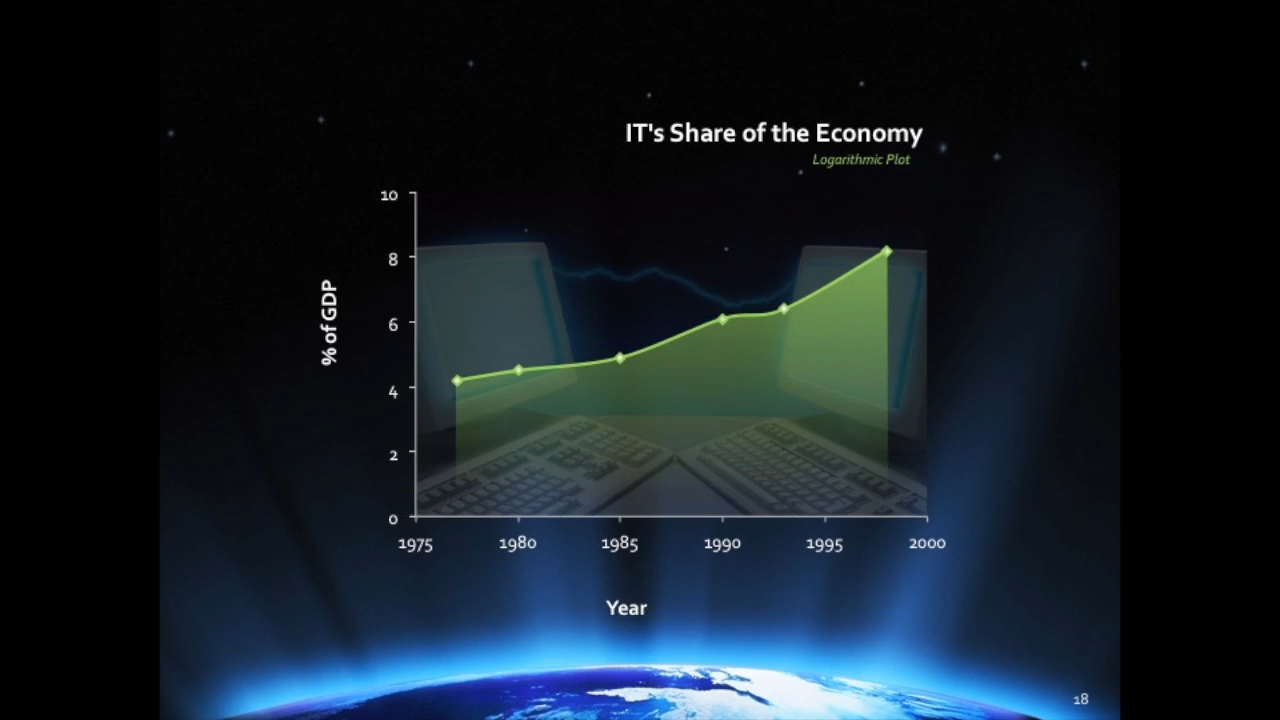 IT's Share of the Economy
Logarithmic Plot
% of GDP
10
8
6
4
2
0
1975 1980 1985 1990 1995 2000
Year
18